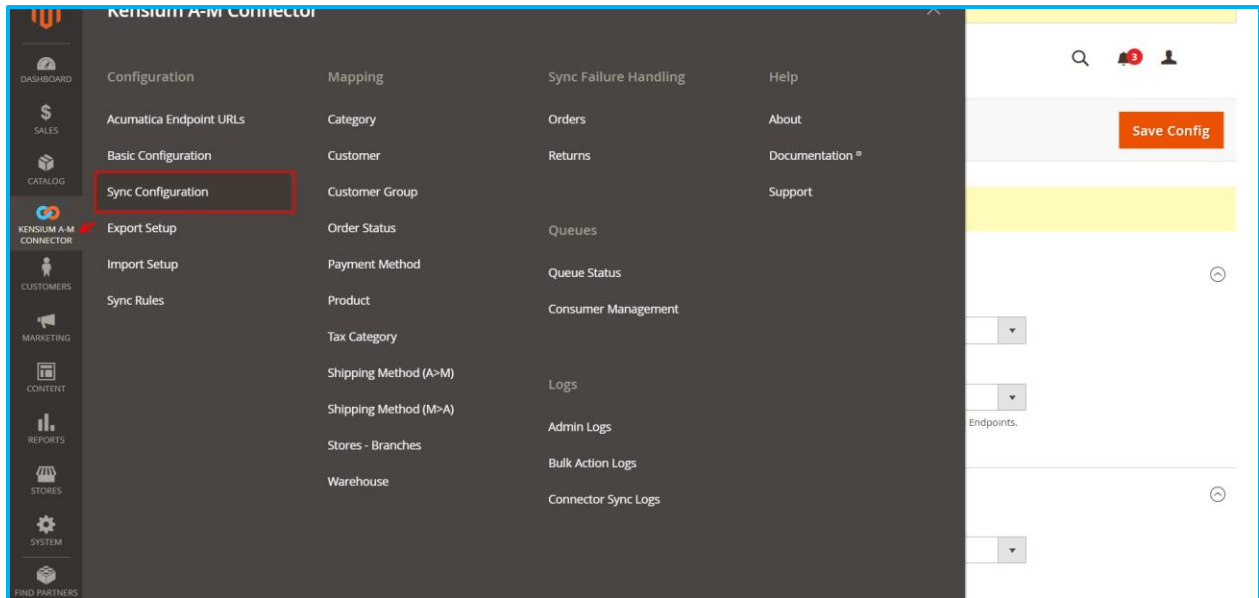 Kensium A-M Connector
DASHBOARD
SALES
CATALOG
KENSIUM A-M
CONNECTOR
CUSTOMERS
MARKETING
CONTENT
REPORTS
STORES
SYSTEM
FIND PARTNERS
Configuration
Acumatica Endpoint URLs
Basic Configuration
Sync Configuration
Export Setup
Import Setup
Sync Rules
Mapping
Category
Customer
Customer Group
Order Status
Payment Method
Product
Tax Category
Shipping Method (A>M)
Shipping Method (M>A)
Stores - Branches
Warehouse
Sync Failure Handling
Orders
Returns
Queues
Queue Status
Consumer Management
Logs
Admin Logs
Bulk Action Logs
Connector Sync Logs
Help
About
Documentation
Support
3
Save Config
Endpoints.